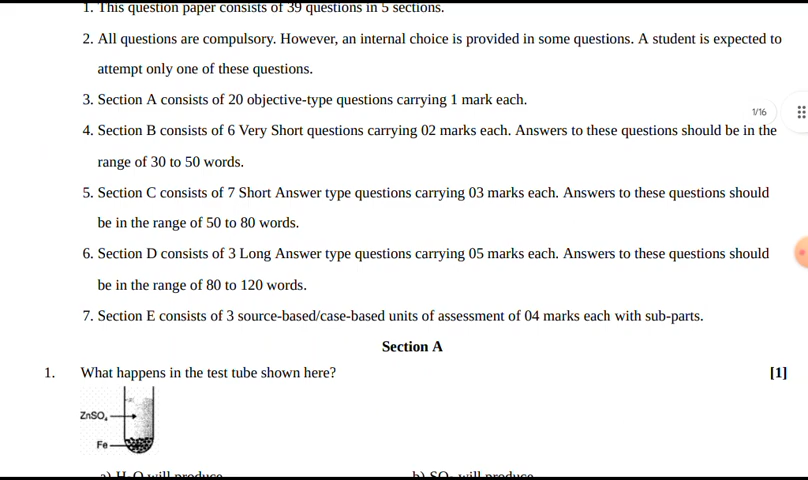 1. This question paper consists of 39 questions in 5 sections.
2. All questions are compulsory. However, an internal choice is provided in some questions. A student is expected to
attempt only one of these questions.
3. Section A consists of 20 objective-type questions carrying 1 mark each.
1/16
4. Section B consists of 6 Very Short questions carrying 02 marks each. Answers to these questions should be in the
range of 30 to 50 words.
5. Section C consists of 7 Short Answer type questions carrying 03 marks each. Answers to these questions should
be in the range of 50 to 80 words.
6. Section D consists of 3 Long Answer type questions carrying 05 marks each. Answers to these questions should
be in the range of 80 to 120 words.
7. Section E consists of 3 source-based/case-based units of assessment of 04 marks each with sub-parts.
Section A
1. What happens in the test tube shown here? [1]
ZnSO₄
Fe
a) H₂O will produce b) SO₂ will produce